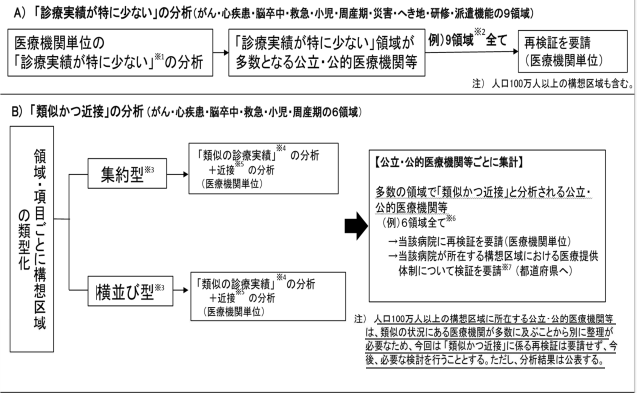 A)「診療実績が特に少ない」の分析(がん・心疾患・脳卒中・救急・小児・周産期・災害・へき地・研修・派遣機能の9領域)
医療機関単位の
「診療実績が特に少ない」※1の分析
「診療実績が特に少ない」領域が
多数となる公立・公的医療機関等
例)9領域※2全て
再検証を要請
(医療機関単位)
注) 人口100万人以上の構想区域も含む。
B)「類似かつ近接」の分析(がん・心疾患・脳卒中・救急・小児・周産期の6領域)
領域・項目ごとに構想区域
の類型化
集約型※3
「類似の診療実績」※4 の分析
+近接※5 の分析
(医療機関単位)
横並び型※3
「類似の診療実績」※4 の分析
+近接※5 の分析
(医療機関単位)
【公立・公的医療機関等ごとに集計】
多数の領域で「類似かつ近接」と分析される公立・
公的医療機関等
(例)6領域全て※6
→当該病院に再検証を要請(医療機関単位)
→当該病院が所在する構想区域における医療提供
体制について検証を要請※7(都道府県へ)
注) 人口100万人以上の構想区域に所在する公立・公的医療機関等
は、類似の状況にある医療機関が多数に及ぶことから別に整理が
必要なため、今回は「類似かつ近接」に係る再検証は要請せず、今
後、必要な検討を行うこととする。ただし、分析結果は公表する。